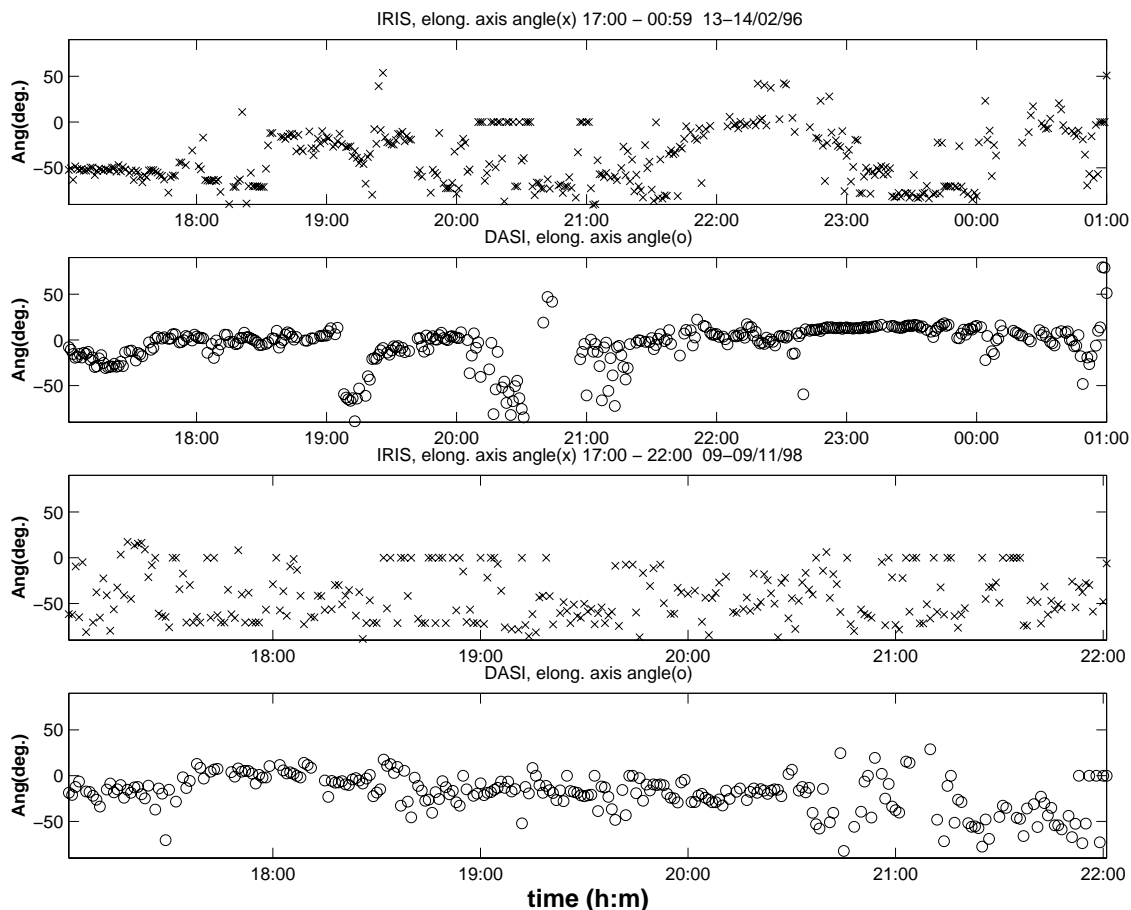 IRIS, elong. axis angle(x) 17:00 − 00:59  13−14/02/96
50
0
−50
Ang(deg.)
18:00 19:00 20:00 21:00 22:00 23:00 00:00 01:00
DASI, elong. axis angle(o)
50
0
−50
Ang(deg.)
18:00 19:00 20:00 21:00 22:00 23:00 00:00 01:00
IRIS, elong. axis angle(x) 17:00 − 22:00  09−09/11/98
50
0
−50
Ang(deg.)
18:00 19:00 20:00 21:00 22:00
DASI, elong. axis angle(o)
50
0
−50
Ang(deg.)
18:00 19:00 20:00 21:00 22:00
time (h:m)